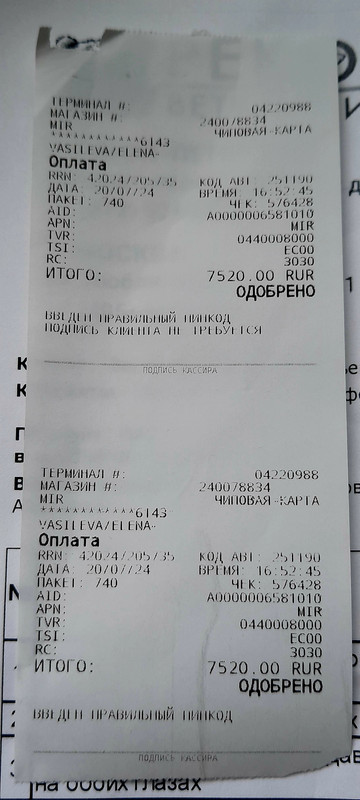 ТЕРМИНАЛ #: 04220988
МАГАЗИН #: 240078834
MIR ЧИПОВАЯ-КАРТА
************6143
VASILEVA/ELENA-
Оплата
RRN: 420247205735 КОД АВТ: 251190
ДАТА: 20/07/24 ВРЕМЯ: 16:52:45
ПАКЕТ: 740 ЧЕК: 576428
AID: A0000006581010
APN: MIR
TVR: 0440008000
TSI: EC00
RC: 3030
ИТОГО: 7520.00 RUR
ОДОБРЕНО
ВВЕДЕН ПРАВИЛЬНЫЙ ПИНКОД
ПОДПИСЬ КЛИЕНТА НЕ ТРЕБУЕТСЯ
ПОДПИСЬ КАССИРА
ТЕРМИНАЛ #: 04220988
МАГАЗИН #: 240078834
MIR ЧИПОВАЯ-КАРТА
************6143
VASILEVA/ELENA-
Оплата
RRN: 420247205735 КОД АВТ: 251190
ДАТА: 20/07/24 ВРЕМЯ: 16:52:45
ПАКЕТ: 740 ЧЕК: 576428
AID: A0000006581010
APN: MIR
TVR: 0440008000
TSI: EC00
RC: 3030
ИТОГО: 7520.00 RUR
ОДОБРЕНО
ВВЕДЕН ПРАВИЛЬНЫЙ ПИНКОД
ПОДПИСЬ КАССИРА
на обоих глазах